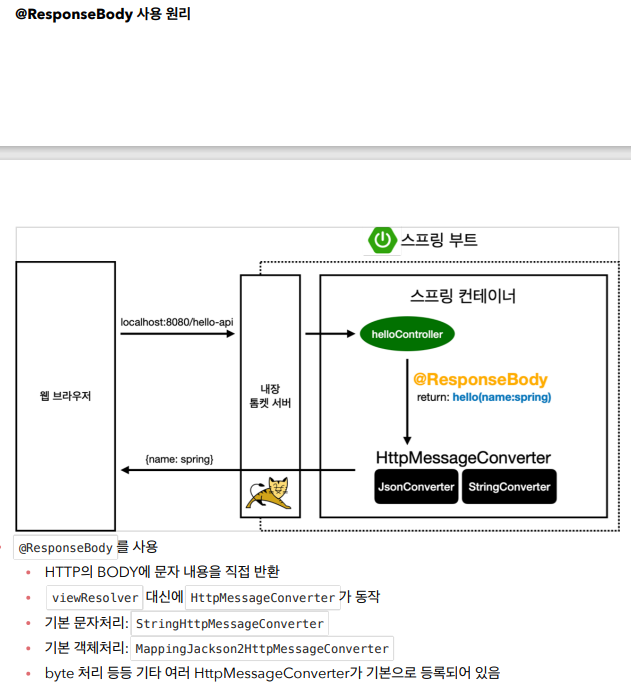 @ResponseBody 사용 원리
스프링 부트
스프링 컨테이너
localhost:8080/hello-api
helloController
웹 브라우저
내장
톰켓 서버
@ResponseBody
return: hello(name:spring)
{name: spring}
HttpMessageConverter
JsonConverter
StringConverter
@ResponseBody 를 사용
HTTP의 BODY에 문자 내용을 직접 반환
viewResolver 대신에 HttpMessageConverter 가 동작
기본 문자처리: StringHttpMessageConverter
기본 객체처리: MappingJackson2HttpMessageConverter
byte 처리 등등 기타 여러 HttpMessageConverter가 기본으로 등록되어 있음